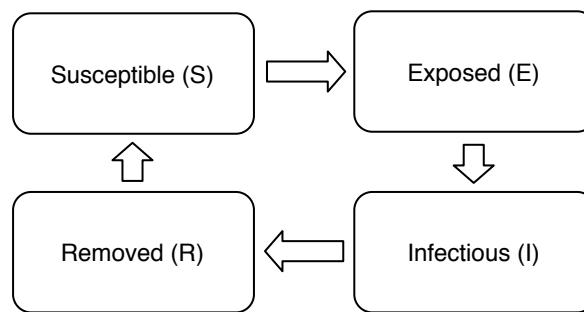 Susceptible (S)
Exposed (E)
Removed (R)
Infectious (I)